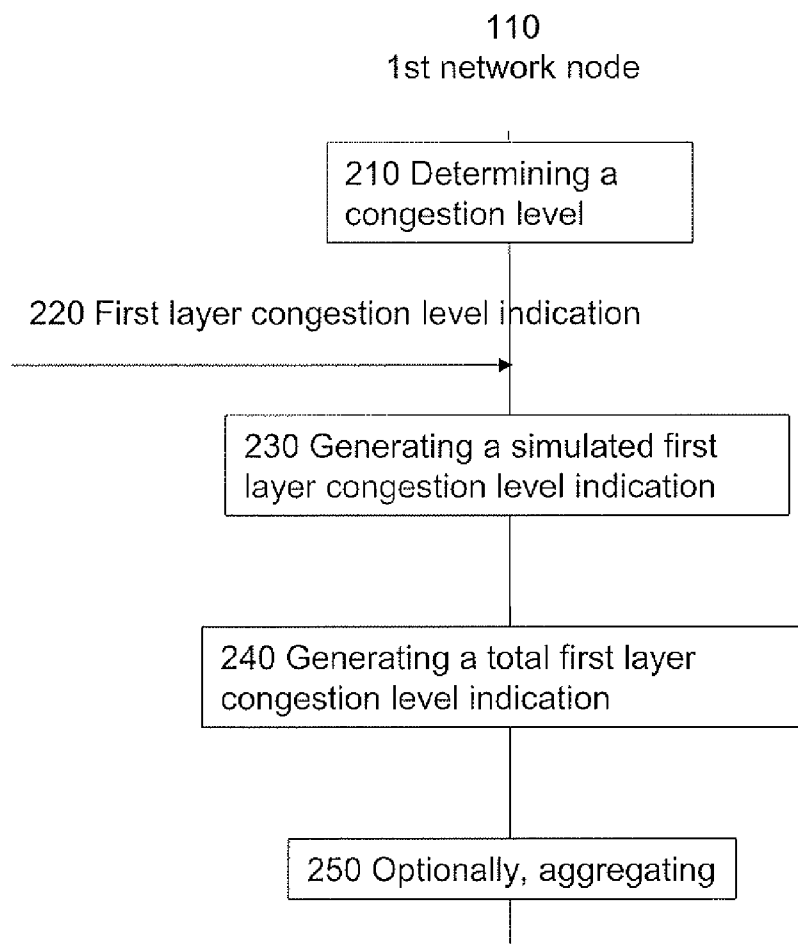 110
1st network node
210 Determining a
congestion level
220 First layer congestion level indication
230 Generating a simulated first
layer congestion level indication
240 Generating a total first layer
congestion level indication
250 Optionally, aggregating